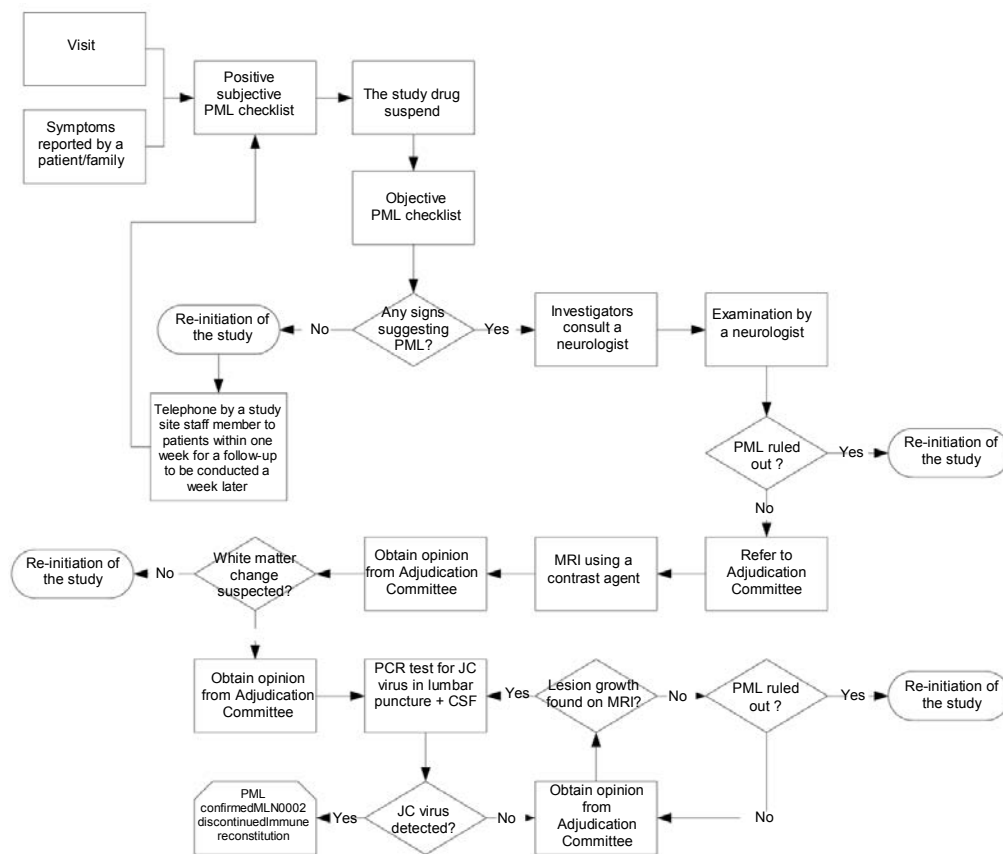 Visit
Symptoms
reported by a
patient/family
Positive
subjective
PML checklist
The study drug
suspend
Objective
PML checklist
Any signs
suggesting
PML?
No
Yes
Re-initiation of
the study
Telephone by a study
site staff member to
patients within one
week for a follow-up
to be conducted a
week later
Investigators
consult a
neurologist
Examination by
a neurologist
PML ruled
out ?
Yes
Re-initiation of
the study
No
Refer to
Adjudication
Committee
MRI using a
contrast agent
Obtain opinion
from Adjudication
Committee
White matter
change
suspected?
No
Re-initiation of
the study
Obtain opinion
from Adjudication
Committee
PCR test for JC
virus in lumbar
puncture + CSF
Yes
Lesion growth
found on MRI?
No
PML ruled
out ?
Yes
Re-initiation of
the study
PML
confirmedMLN0002
discontinuedImmune
reconstitution
Yes
JC virus
detected?
No
Obtain opinion
from
Adjudication
Committee
No